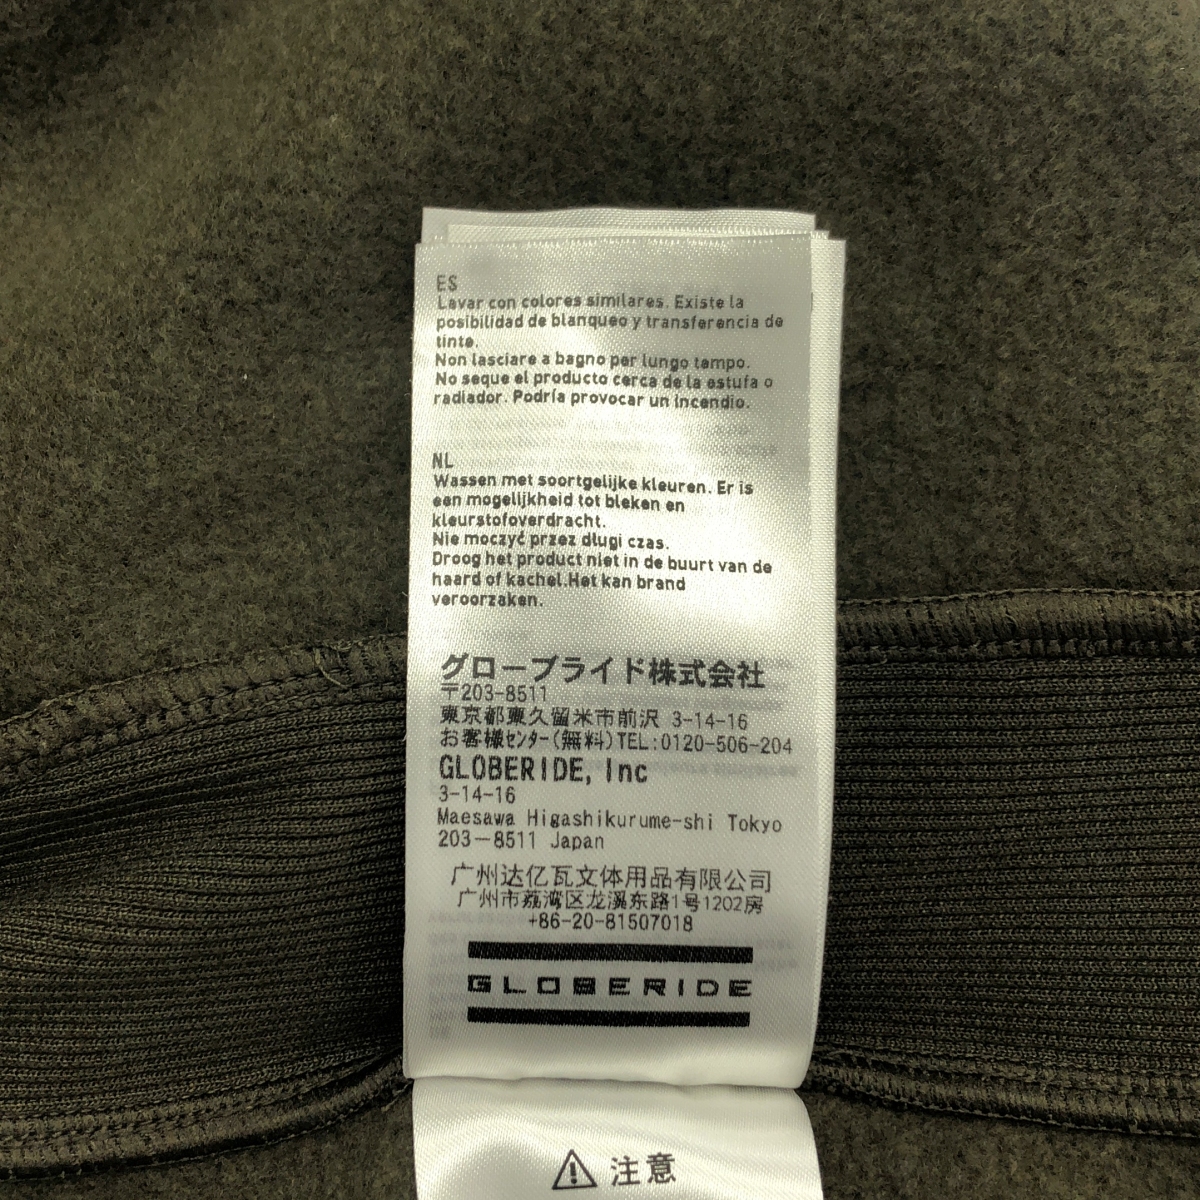 ES
Lavar con colores similares. Existe la
posibilidad de blanqueo y transferencia de
tinte.
Non lasciare a bagno per lungo tempo.
No seque el producto cerca de la estufa o
radiador. Podría provocar un incendio.
NL
Wassen met soortgelijke kleuren. Er is
een mogelijkheid tot bleken en
kleurstofoverdracht.
Nie moczyć przez długi czas.
Droog het product niet in de buurt van de
haard of kachel.Het kan brand
veroorzaken.
グローブライド株式会社
〒203-8511
東京都東久留米市前沢 3-14-16
お客様ｾﾝﾀｰ(無料)TEL:0120-506-204
GLOBERIDE, Inc
3-14-16
Maesawa Higashikurume-shi Tokyo
203-8511 Japan
广州达亿瓦文体用品有限公司
广州市荔湾区龙溪东路1号1202房
+86-20-81507018
GLOBERIDE
⚠ 注意